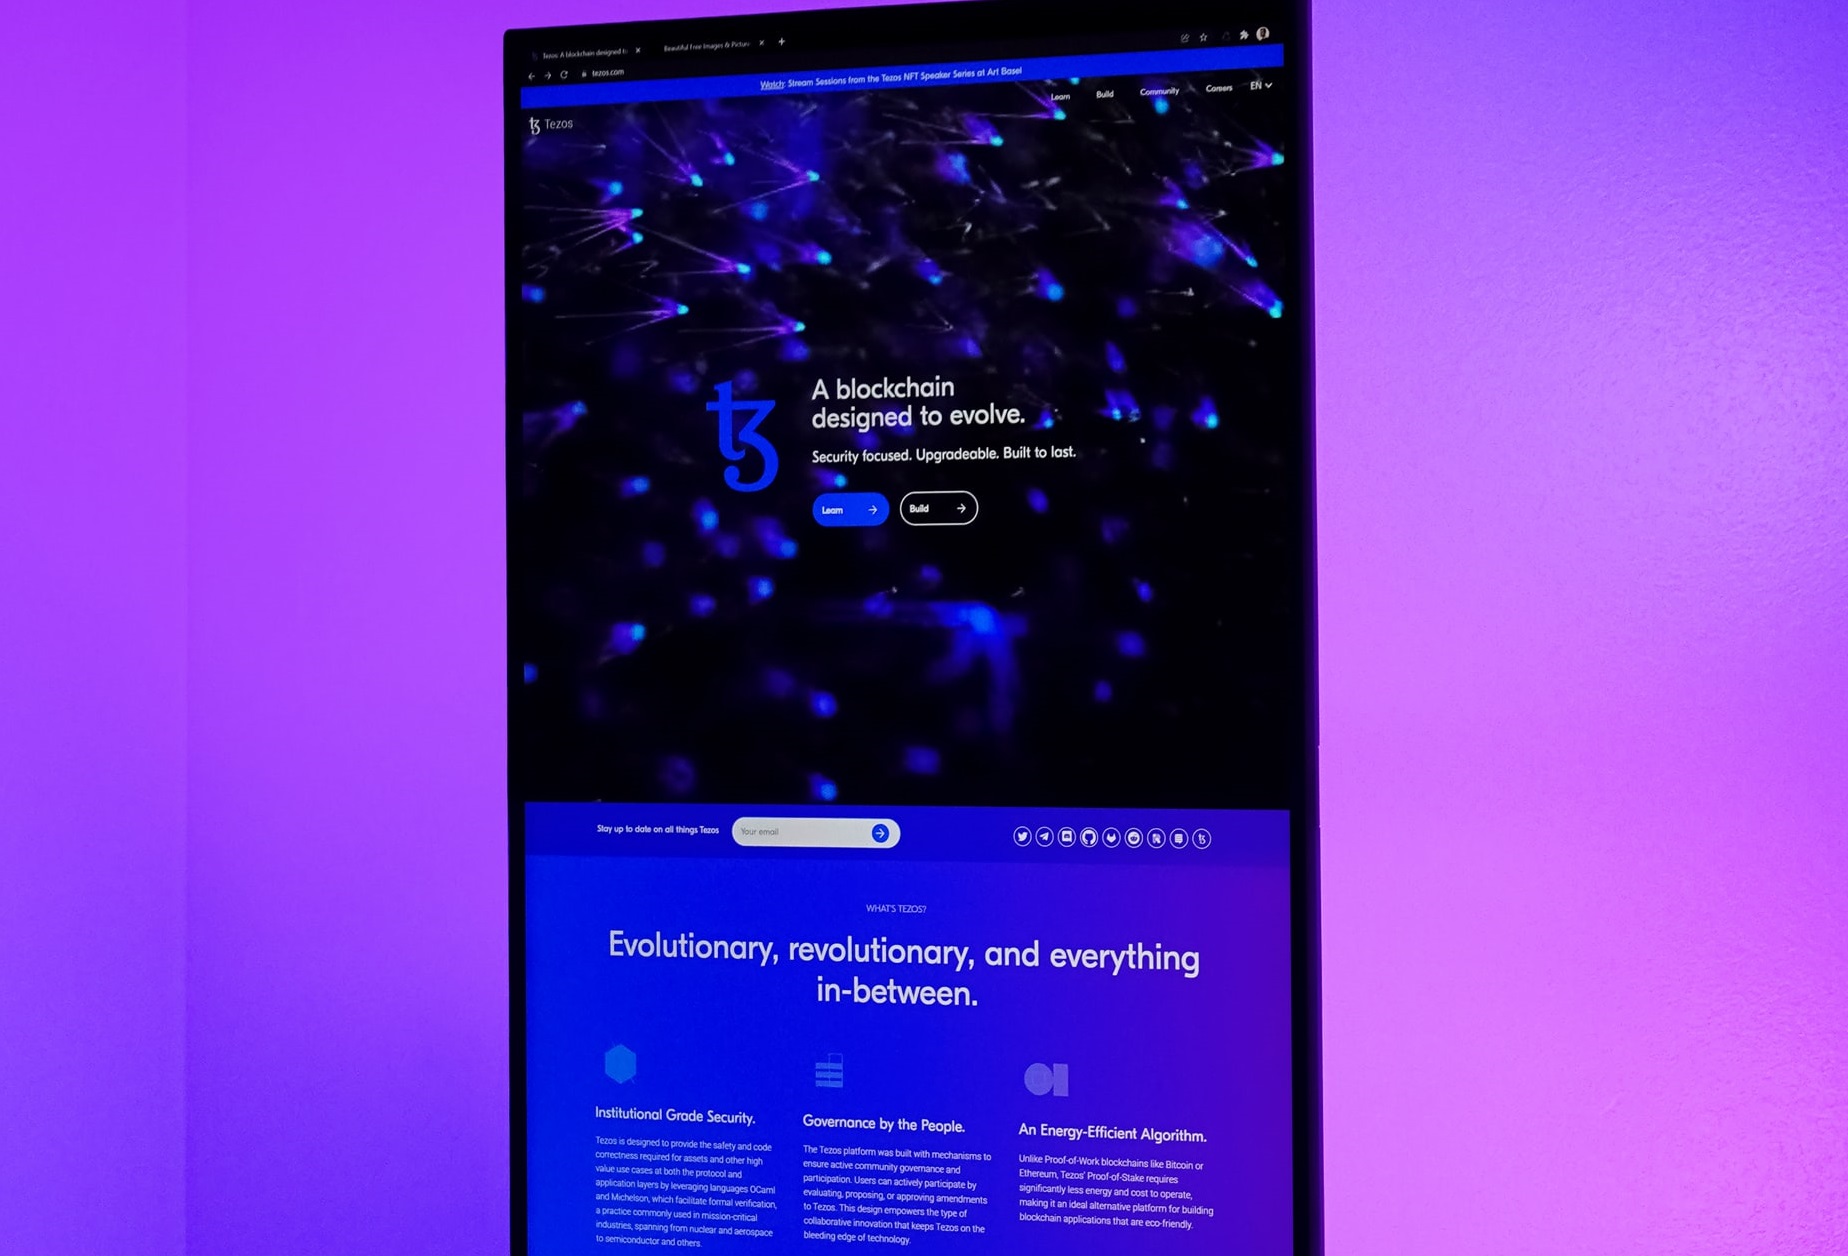 Tezos: A blockchain designed to
Beautiful Free Images & Picture
tezos.com
Watch: Stream Sessions from the Tezos NFT Speaker Series at Art Basel
Learn Build Community Careers EN
tz Tezos
A blockchain
designed to evolve.
Security focused. Upgradeable. Built to last.
Learn → Build →
Stay up to date on all things Tezos
Your email
WHAT'S TEZOS?
Evolutionary, revolutionary, and everything
in-between.
Institutional Grade Security.
Tezos is designed to provide the safety and code
correctness required for assets and other high
value use cases at both the protocol and
application layers by leveraging languages OCaml
and Michelson, which facilitate formal verification,
a practice commonly used in mission-critical
industries, spanning from nuclear and aerospace
to semiconductor and others.
Governance by the People.
The Tezos platform was built with mechanisms to
ensure active community governance and
participation. Users can actively participate by
evaluating, proposing, or approving amendments
to Tezos. This design empowers the type of
collaborative innovation that keeps Tezos on the
bleeding edge of technology.
An Energy-Efficient Algorithm.
Unlike Proof-of-Work blockchains like Bitcoin or
Ethereum, Tezos' Proof-of-Stake requires
significantly less energy and cost to operate,
making it an ideal alternative platform for building
blockchain applications that are eco-friendly.